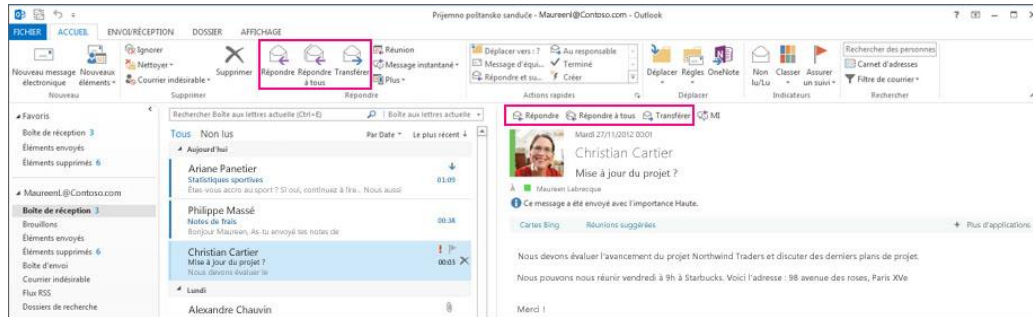 Prijemno poštansko sanduče - MaureenI@Contoso.com - Outlook
FICHIER ACCUEIL ENVOI/RÉCEPTION DOSSIER AFFICHAGE
Nouveau message électronique
Nouveaux éléments
Nouveau
Ignorer
Nettoyer
Courrier indésirable
Supprimer
Supprimer
Répondre
Répondre à tous
Transférer
Réunion
Message instantané
Plus
Répondre
Déplacer vers : ?
Message d'équi...
Répondre et su...
Au responsable
Terminé
Créer
Actions rapides
Déplacer
Règles
OneNote
Déplacer
Non lu/Lu
Classer
Assurer un suivi
Indicateurs
Rechercher des personnes
Carnet d'adresses
Filtre de courrier
Rechercher
Favoris
Boîte de réception 3
Éléments envoyés
Éléments supprimés 6
MaureenI.@Contoso.com
Boîte de réception 3
Brouillons
Éléments envoyés
Éléments supprimés 6
Boîte d'envoi
Courrier indésirable
Flux RSS
Dossiers de recherche
Rechercher Boîte aux lettres actuelle (Ctrl+E)
Boîte aux lettres actuelle
Tous Non lus Par Date Le plus récent
Aujourd'hui
Ariane Panetier
Statistiques sportives 01:09
Êtes-vous accro au sport ? Si oui, continuez à lire... Nous aussi
Philippe Massé
Notes de frais 00:38
Bonjour Maureen, As-tu envoyé tes notes de
Christian Cartier
Mise à jour du projet ? 00:03
Nous devons évaluer le
Lundi
Alexandre Chauvin
Répondre Répondre à tous Transférer MI
Mardi 27/11/2012 00:01
Christian Cartier
Mise à jour du projet ?
À Maureen Labrecque
Ce message a été envoyé avec l'importance Haute.
Cartes Bing Réunions suggérées + Plus d'applications
Nous devons évaluer l'avancement du projet Northwind Traders et discuter des derniers plans de projet.
Nous pouvons nous réunir vendredi à 9h à Starbucks. Voici l'adresse : 98 avenue des roses, Paris XVe
Merci !